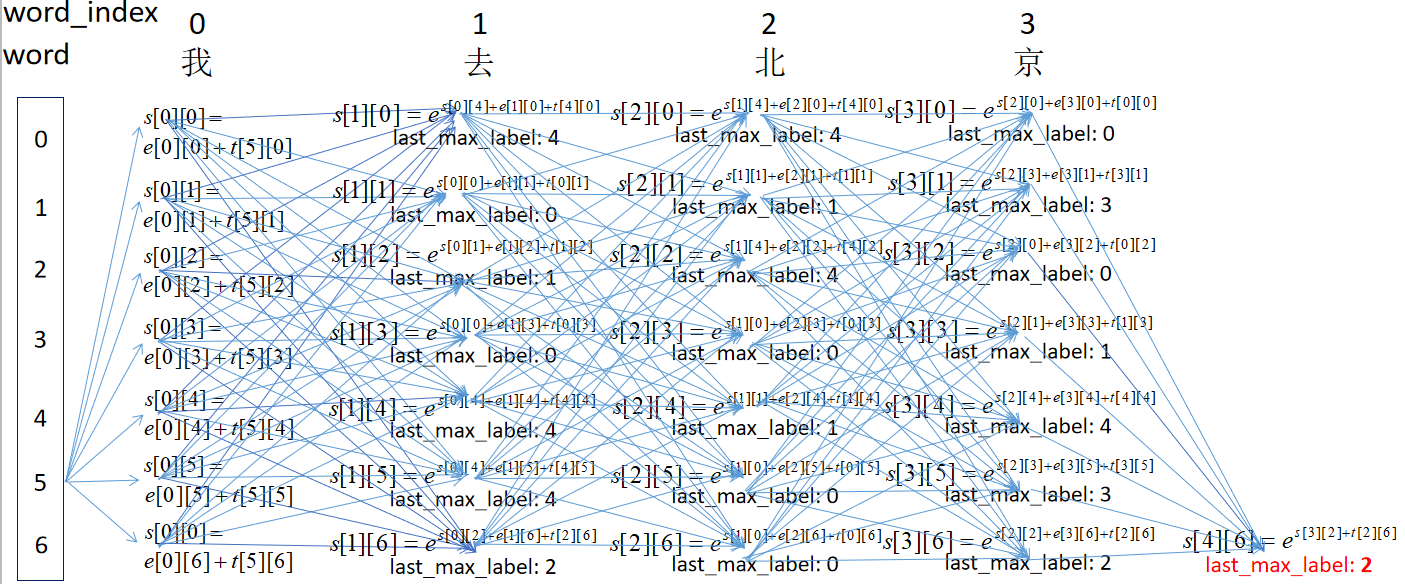 word_index 0 1 2 3
word 我 去 北 京
0
s[0][0]=
e[0][0]+t[5][0]
s[1][0]=e^{s[0][4]+e[1][0]+t[4][0]}
last_max_label: 4
s[2][0]=e^{s[1][4]+e[2][0]+t[4][0]}
last_max_label: 4
s[3][0]=e^{s[2][0]+e[3][0]+t[0][0]}
last_max_label: 0
1
s[0][1]=
e[0][1]+t[5][1]
s[1][1]=e^{s[0][0]+e[1][1]+t[0][1]}
last_max_label: 0
s[2][1]=e^{s[1][1]+e[2][1]+t[1][1]}
last_max_label: 1
s[3][1]=e^{s[2][3]+e[3][1]+t[3][1]}
last_max_label: 3
2
s[0][2]=
e[0][2]+t[5][2]
s[1][2]=e^{s[0][1]+e[1][2]+t[1][2]}
last_max_label: 1
s[2][2]=e^{s[1][4]+e[2][2]+t[4][2]}
last_max_label: 4
s[3][2]=e^{s[2][0]+e[3][2]+t[0][2]}
last_max_label: 0
3
s[0][3]=
e[0][3]+t[5][3]
s[1][3]=e^{s[0][0]+e[1][3]+t[0][3]}
last_max_label: 0
s[2][3]=e^{s[1][0]+e[2][3]+t[0][3]}
last_max_label: 0
s[3][3]=e^{s[2][1]+e[3][3]+t[1][3]}
last_max_label: 1
4
s[0][4]=
e[0][4]+t[5][4]
s[1][4]=e^{s[0][4]+e[1][4]+t[4][4]}
last_max_label: 4
s[2][4]=e^{s[1][1]+e[2][4]+t[1][4]}
last_max_label: 1
s[3][4]=e^{s[2][4]+e[3][4]+t[4][4]}
last_max_label: 4
5
s[0][5]=
e[0][5]+t[5][5]
s[1][5]=e^{s[0][4]+e[1][5]+t[4][5]}
last_max_label: 4
s[2][5]=e^{s[1][0]+e[2][5]+t[0][5]}
last_max_label: 0
s[3][5]=e^{s[2][3]+e[3][5]+t[3][5]}
last_max_label: 3
6
s[0][0]=
e[0][6]+t[5][6]
s[1][6]=e^{s[0][2]+e[1][6]+t[2][6]}
last_max_label: 2
s[2][6]=e^{s[1][0]+e[2][6]+t[0][6]}
last_max_label: 0
s[3][6]=e^{s[2][2]+e[3][6]+t[2][6]}
last_max_label: 2
s[4][6]=e^{s[3][2]+t[2][6]}
last_max_label: 2